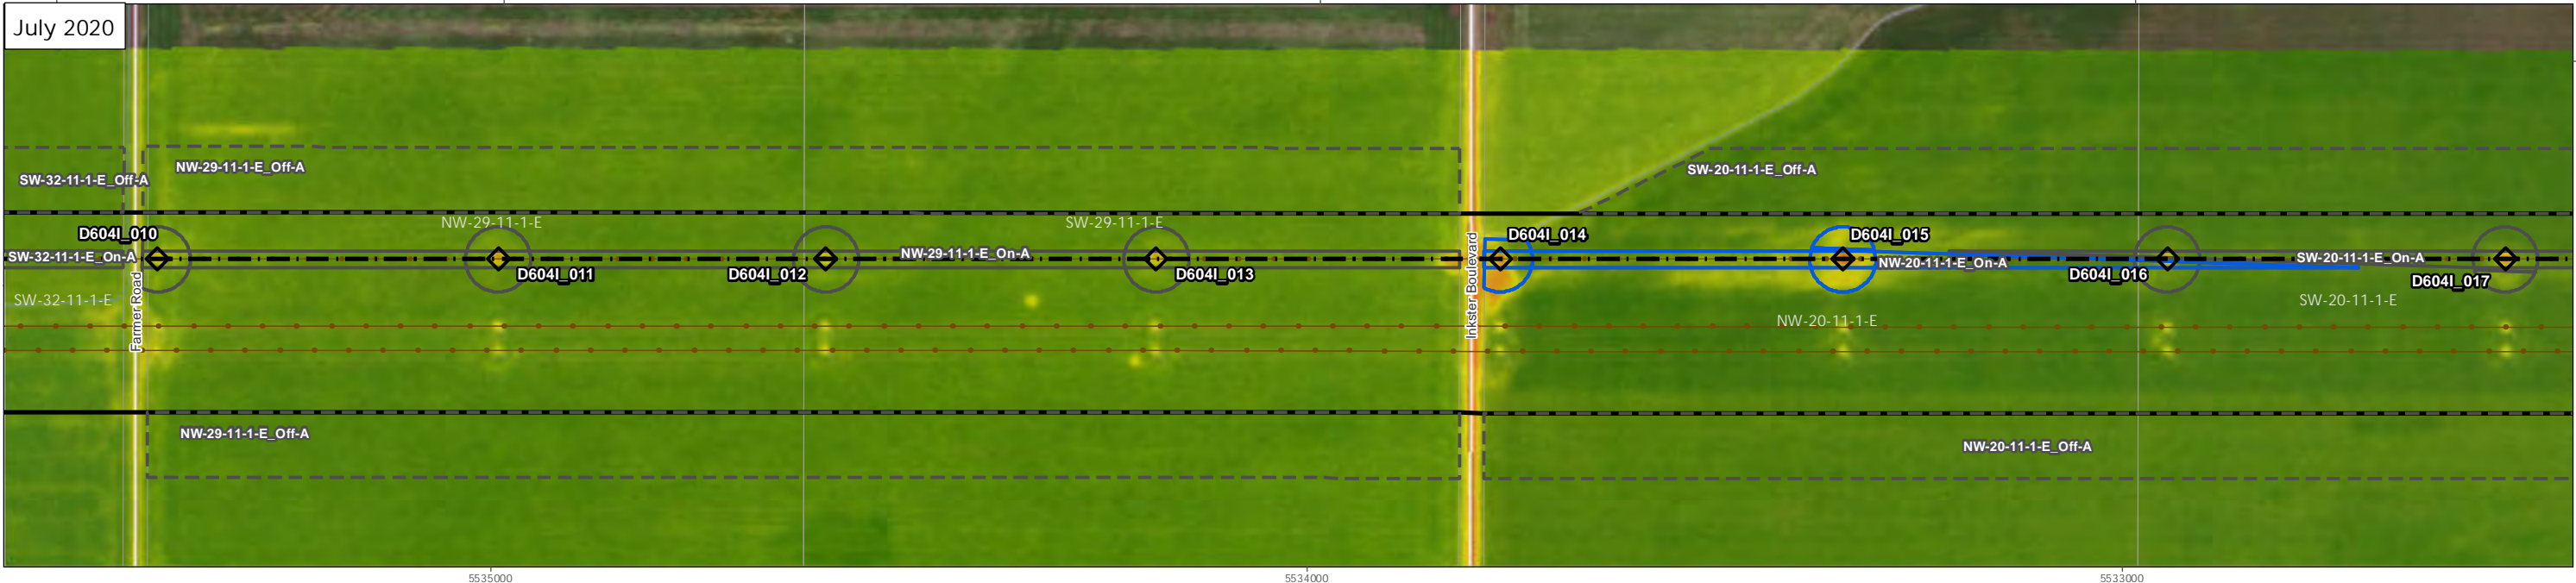 July 2020
NW-29-11-1-E_Off-A
SW-32-11-1-E_Off-A
SW-20-11-1-E_Off-A
NW-29-11-1-E
SW-29-11-1-E
D604I_010
D604I_014
D604I_015
SW-32-11-1-E_On-A
NW-29-11-1-E_On-A
NW-20-11-1-E_On-A
SW-20-11-1-E_On-A
D604I_011
D604I_012
D604I_013
D604I_016
D604I_017
SW-32-11-1-E
Farmer Road
Inkster Boulevard
SW-20-11-1-E
NW-20-11-1-E
NW-29-11-1-E_Off-A
NW-20-11-1-E_Off-A
5535000
5534000
5533000